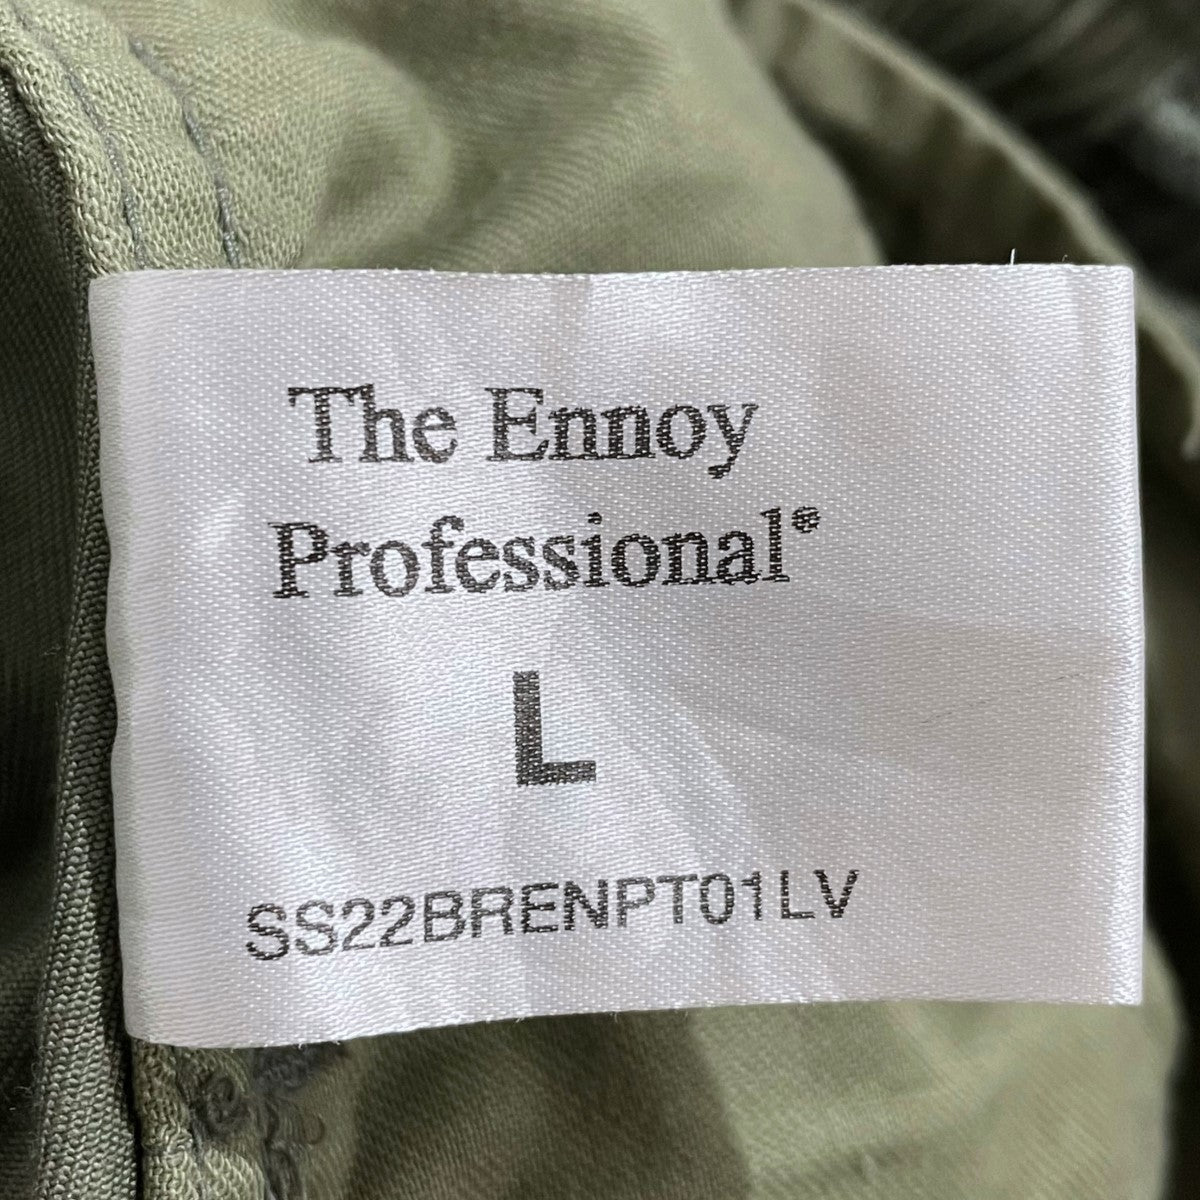 The Ennoy
Professional®
L
SS22BRENPT01LV